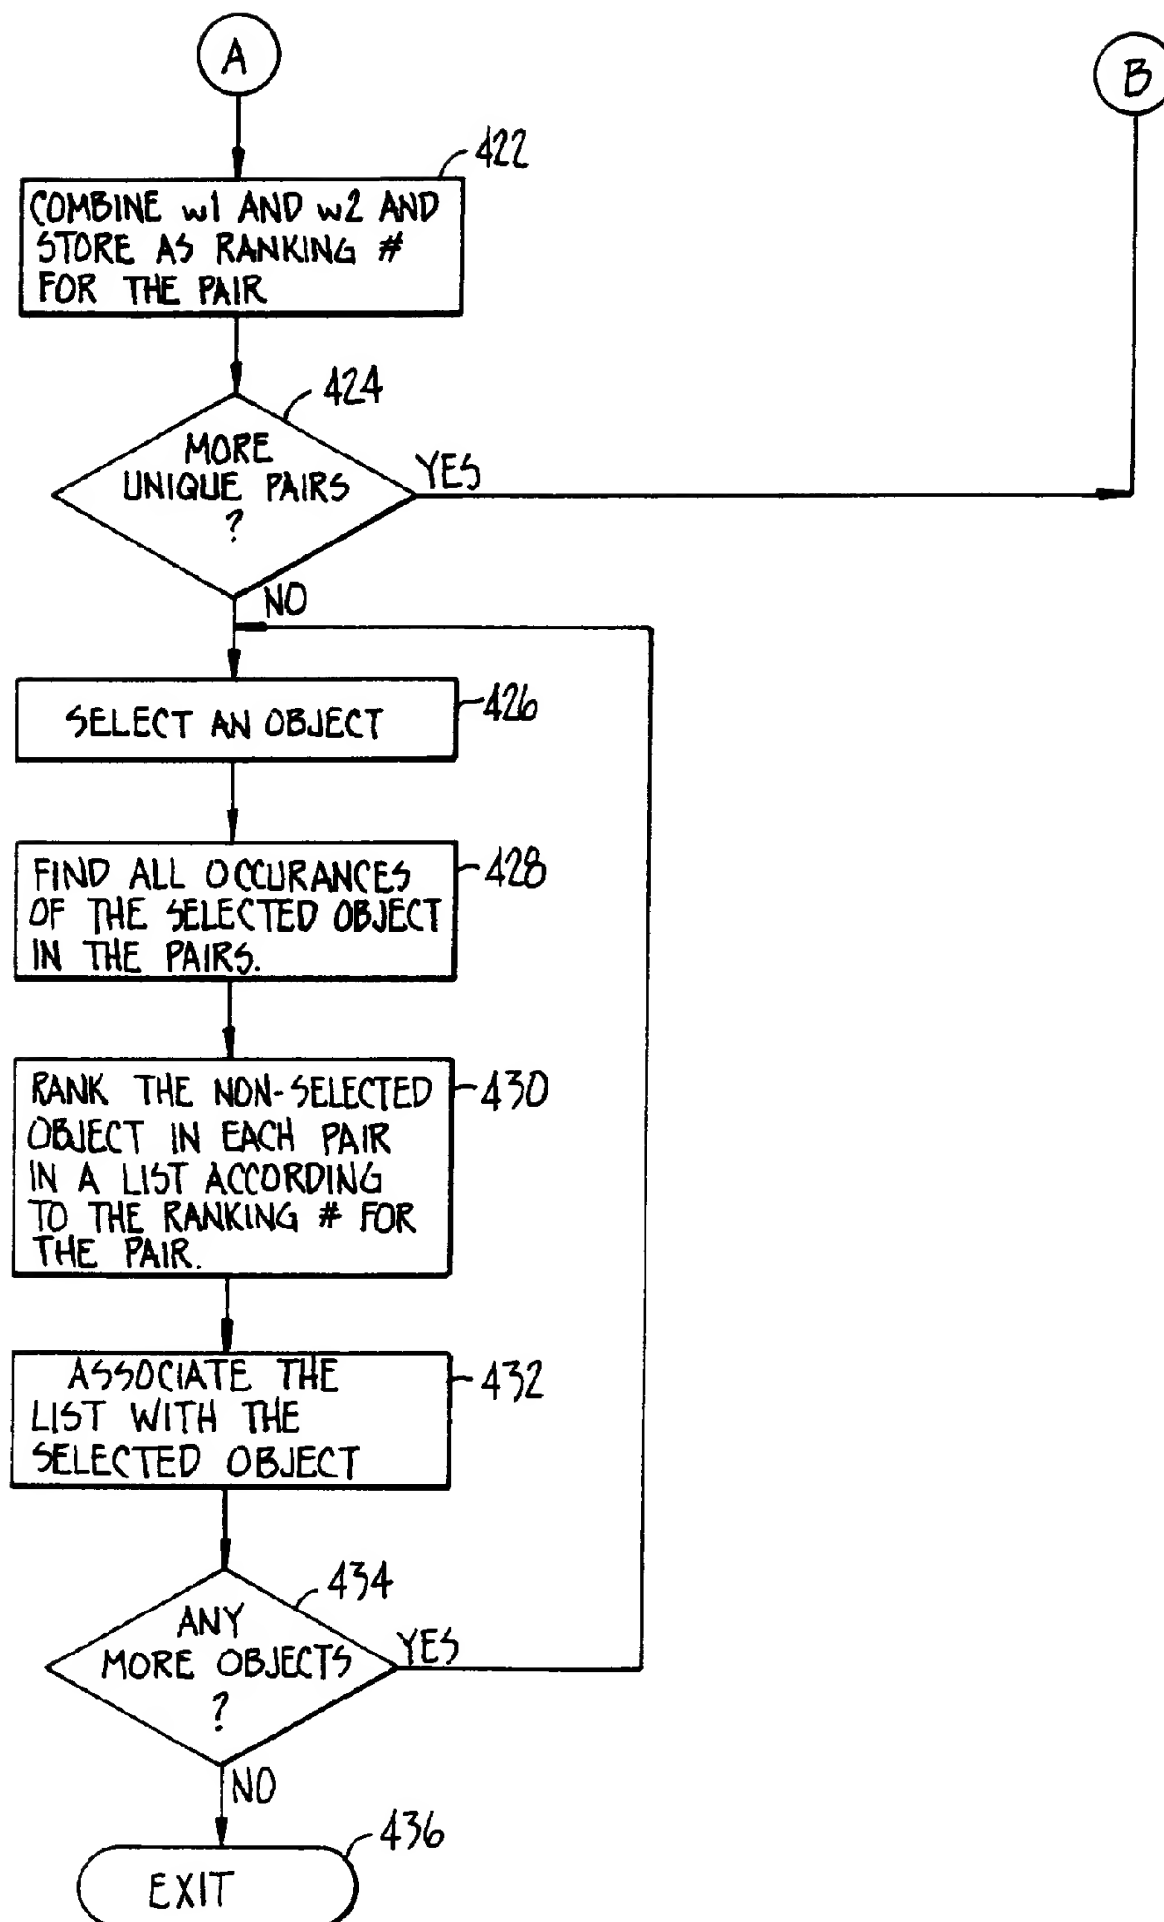 A
B
422
COMBINE w1 AND w2 AND
STORE AS RANKING #
FOR THE PAIR
424
MORE
UNIQUE PAIRS
?
YES
NO
426
SELECT AN OBJECT
428
FIND ALL OCCURANCES
OF THE SELECTED OBJECT
IN THE PAIRS.
430
RANK THE NON-SELECTED
OBJECT IN EACH PAIR
IN A LIST ACCORDING
TO THE RANKING # FOR
THE PAIR.
432
ASSOCIATE THE
LIST WITH THE
SELECTED OBJECT
434
ANY
MORE OBJECTS
?
YES
NO
436
EXIT